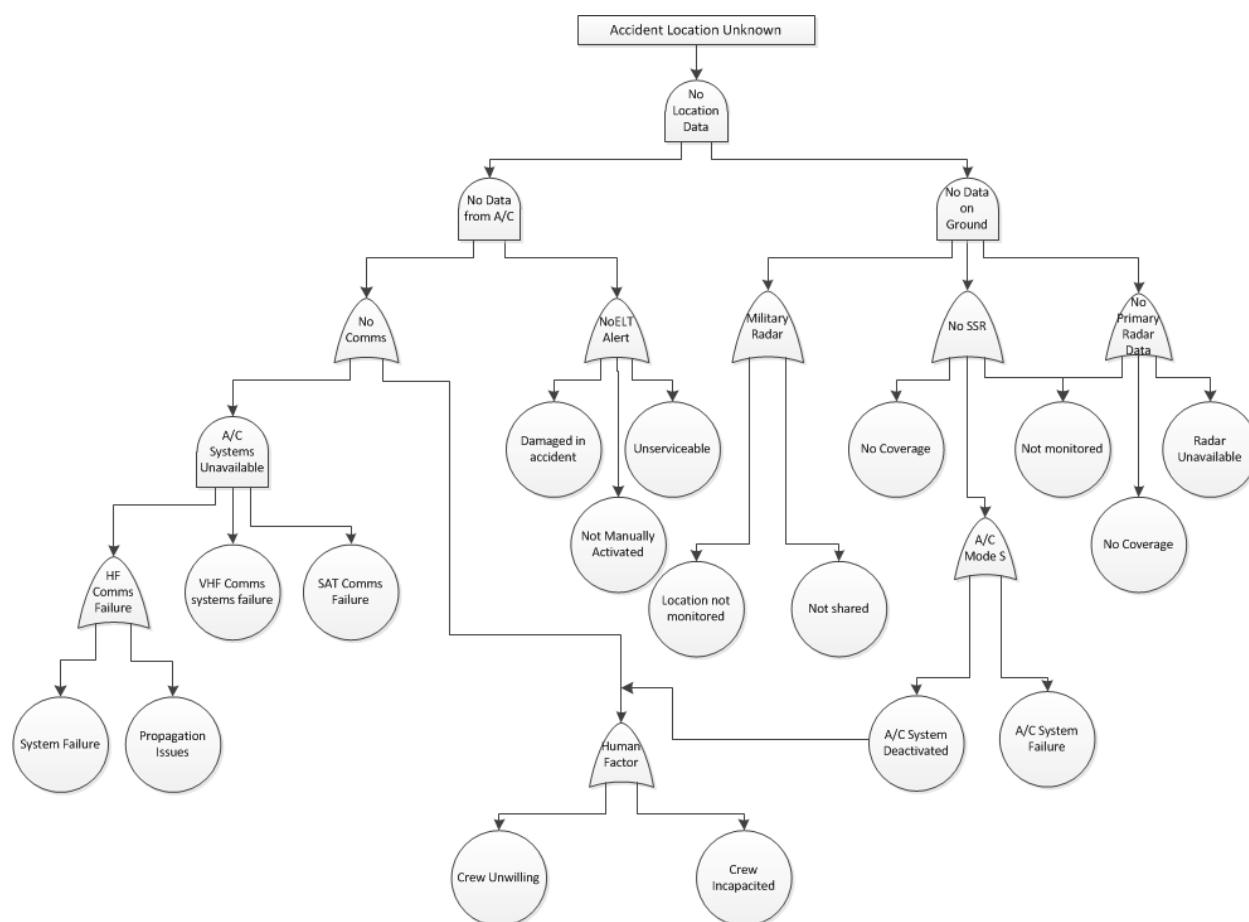 Accident Location Unknown
No
Location
Data
No Data
from A/C
No Data
on
Ground
No
Comms
NoELT
Alert
Military
Radar
No SSR
No
Primary
Radar
Data
A/C
Systems
Unavailable
Damaged in
accident
Unserviceable
No Coverage
Not monitored
Radar
Unavailable
Not Manually
Activated
A/C
Mode S
No Coverage
HF
Comms
Failure
VHF Comms
systems failure
SAT Comms
Failure
Location not
monitored
Not shared
System Failure
Propagation
Issues
Human
Factor
A/C System
Deactivated
A/C System
Failure
Crew Unwilling
Crew
Incapacited